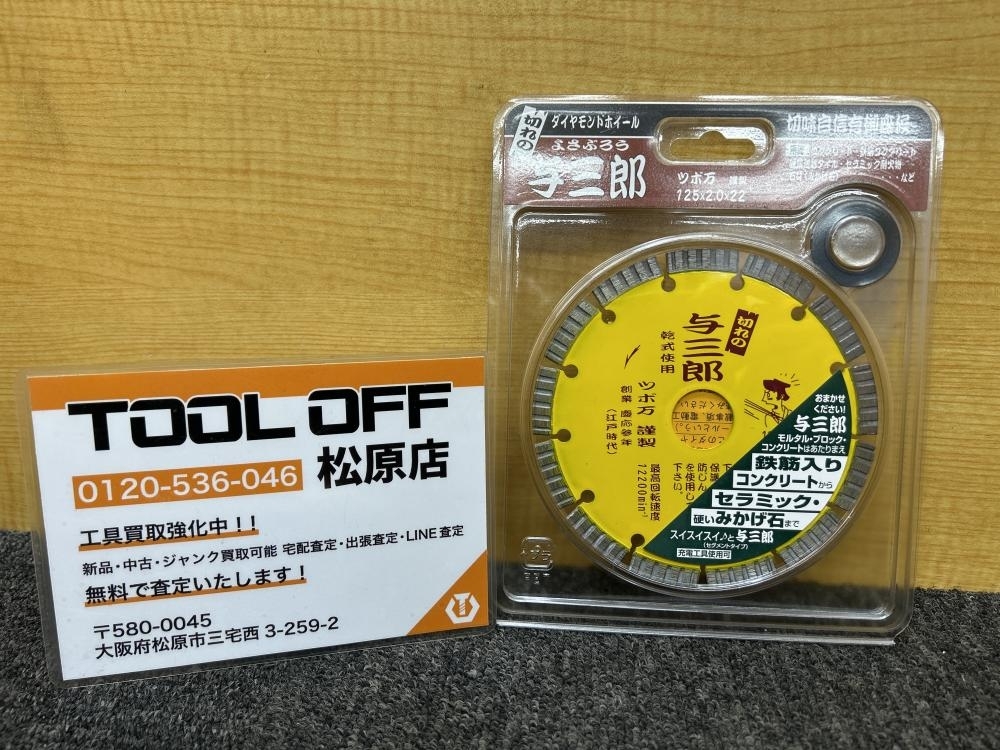 TOOL OFF
松原店
0120-536-046
工具買取強化中!!
新品・中古・ジャンク買取可能 宅配査定・出張査定・LINE査定
無料で査定いたします!
〒580-0045
大阪府松原市三宅西 3-259-2
切れの
ダイヤモンドホイール
よさぶろう
与三郎
ツボ万 謹製
125×2.0×22
切れの
与三郎
乾式使用
ツボ万 謹製
創業 慶応参年
(江戸時代)
最高回転速度
12200min⁻¹
おまかせ
ください!
与三郎
モルタル・ブロック・
コンクリートはあたりまえ
鉄筋入り
コンクリートから
セラミック・
硬いみかげ石まで
スイスイスイ♪と与三郎
(セグメントタイプ)
充電工具使用可